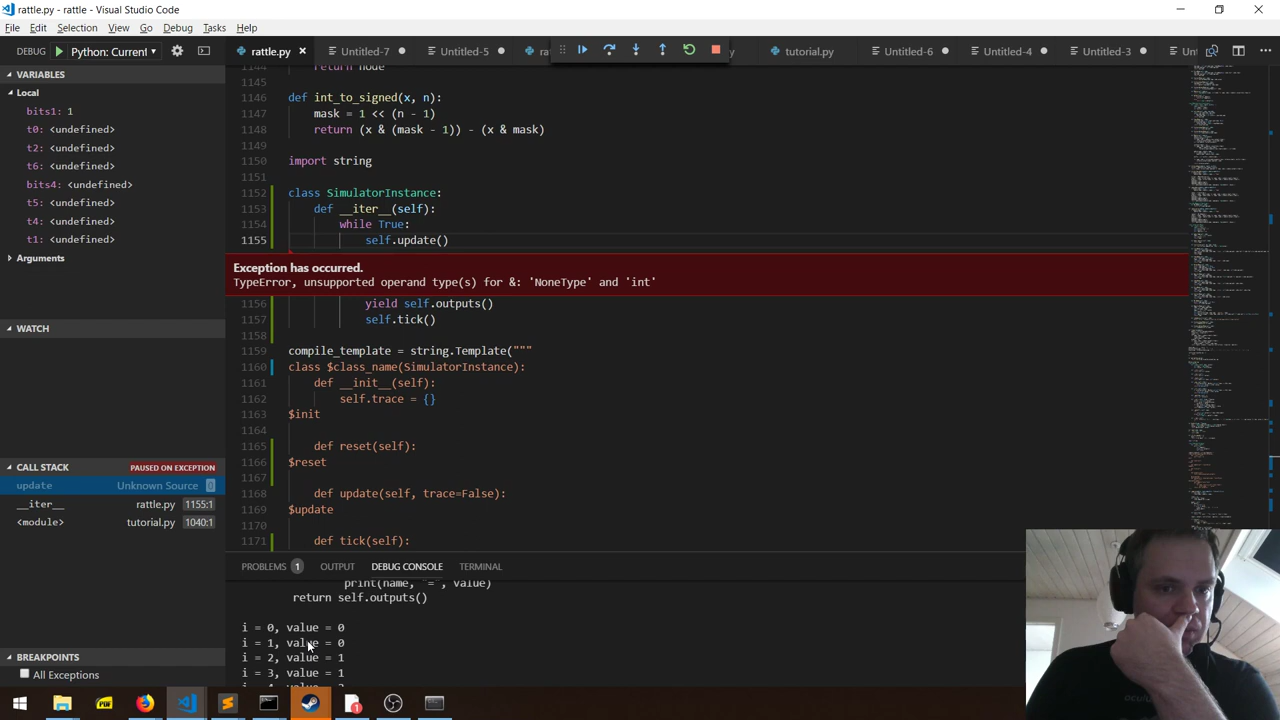 rattle.py - rattle - Visual Studio Code
File Edit Selection View Go Debug Tasks Help
DEBUG Python: Current
rattle.py Untitled-7 Untitled-5 tutorial.py Untitled-6 Untitled-4 Untitled-3
VARIABLES
Local
bits1: 1
t0: <undefined>
t2: <undefined>
t6: <undefined>
bits4: <undefined>
t5: <undefined>
t3: <undefined>
t4: <undefined>
t1: <undefined>
Arguments
WATCH
CALL STACK PAUSED ON EXCEPTION
update Unknown Source 0
__iter__ rattle.py 1155:1
<module> tutorial.py 1040:1
BREAKPOINTS
All Exceptions
1144 return node
1145
1146 def int_to_signed(x, n):
1147 mask = 1 << (n - 1)
1148 return (x & (mask - 1)) - (x & mask)
1149
1150 import string
1151
1152 class SimulatorInstance:
1153 def __iter__(self):
1154 while True:
1155 self.update()
Exception has occurred.
TypeError, unsupported operand type(s) for &: 'NoneType' and 'int'
1156 yield self.outputs()
1157 self.tick()
1158
1159 compile_template = string.Template("""
1160 class $class_name(SimulatorInstance):
1161 def __init__(self):
1162 self.trace = {}
1163 $init
1164
1165 def reset(self):
1166 $reset
1167
1168 def update(self, trace=False):
1169 $update
1170
1171 def tick(self):
PROBLEMS 1 OUTPUT DEBUG CONSOLE TERMINAL
print(name, "=", value)
return self.outputs()
i = 0, value = 0
i = 1, value = 0
i = 2, value = 1
i = 3, value = 1